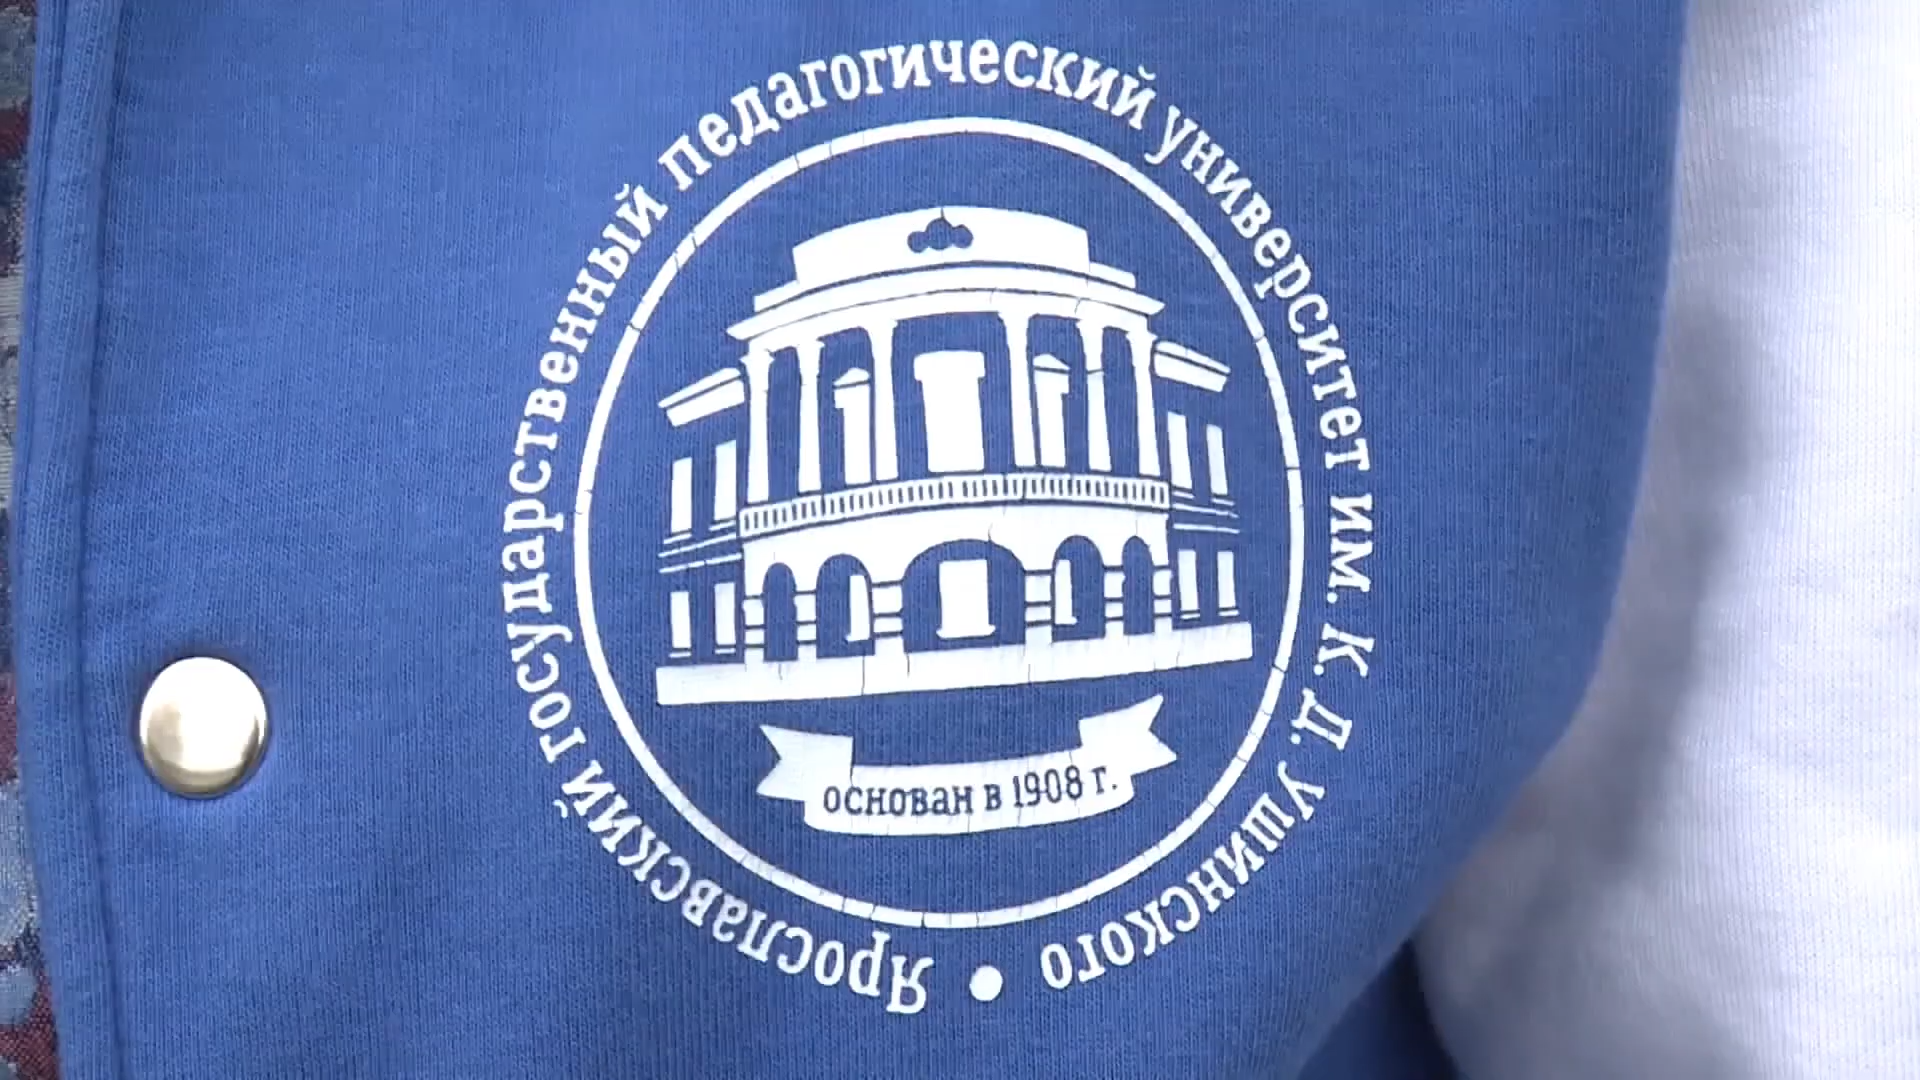 Ярославский государственный педагогический университет им. К. Д. Ушинского
основан в 1908 г.